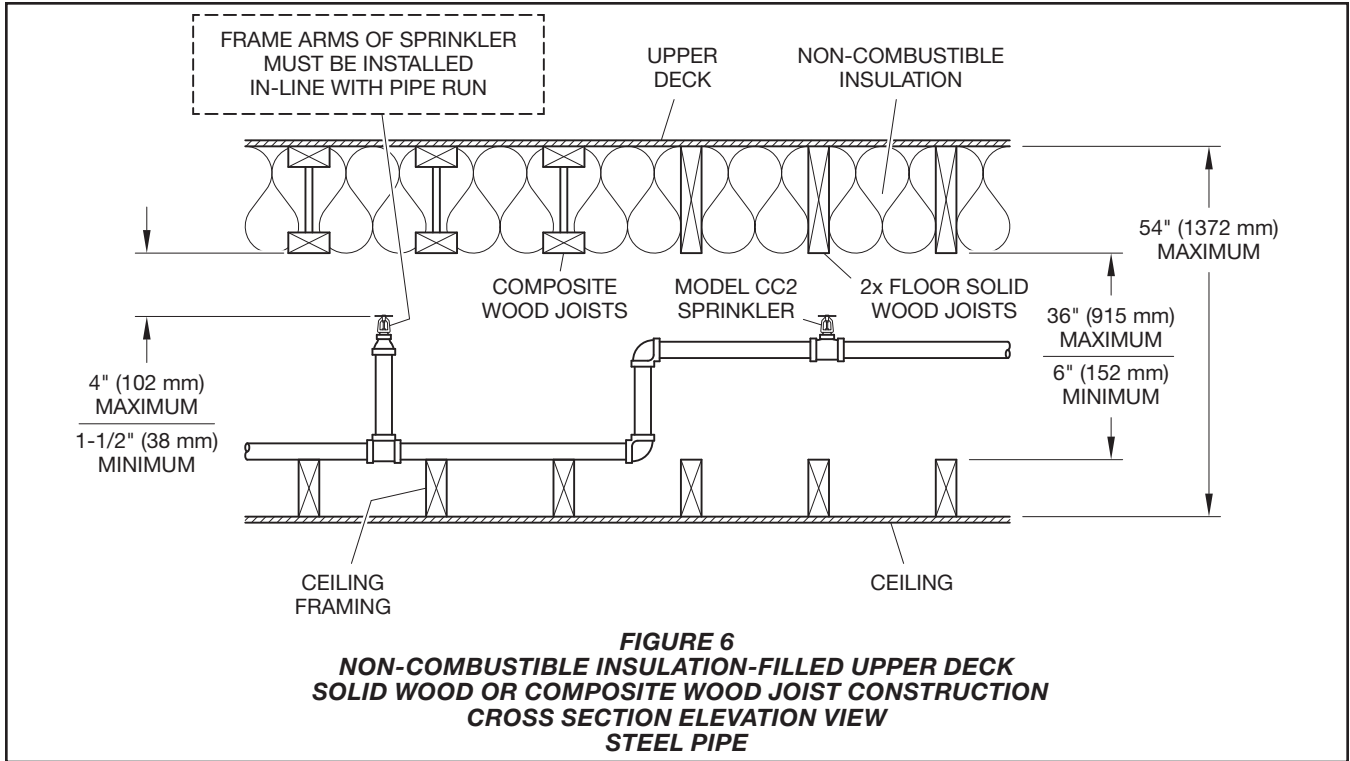 FRAME ARMS OF SPRINKLER
MUST BE INSTALLED
IN-LINE WITH PIPE RUN
UPPER
DECK
NON-COMBUSTIBLE
INSULATION
54" (1372 mm)
MAXIMUM
COMPOSITE
WOOD JOISTS
MODEL CC2
SPRINKLER
2x FLOOR SOLID
WOOD JOISTS
36" (915 mm)
MAXIMUM
6" (152 mm)
MINIMUM
4" (102 mm)
MAXIMUM
1-1/2" (38 mm)
MINIMUM
CEILING
FRAMING
CEILING
FIGURE 6
NON-COMBUSTIBLE INSULATION-FILLED UPPER DECK
SOLID WOOD OR COMPOSITE WOOD JOIST CONSTRUCTION
CROSS SECTION ELEVATION VIEW
STEEL PIPE